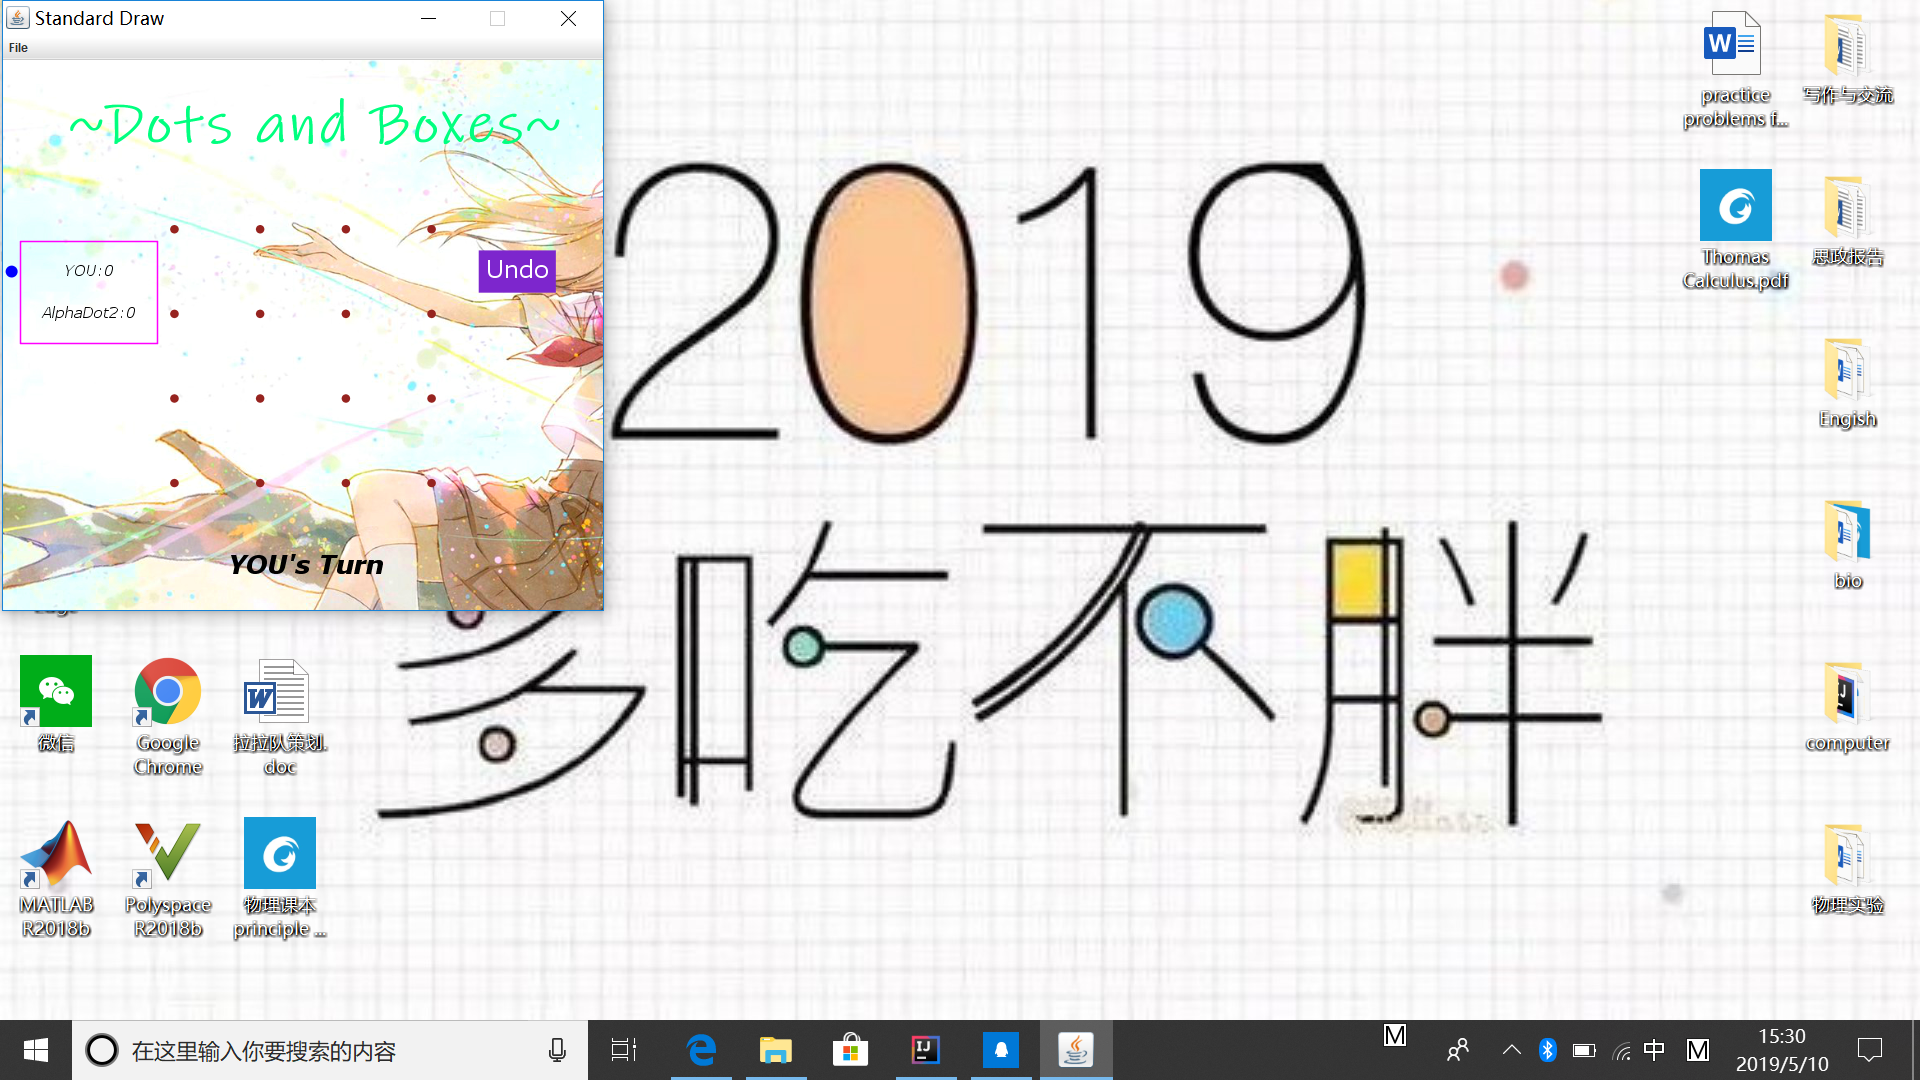 Standard Draw
File
~Dots and Boxes~
YOU:0
AlphaDot2:0
Undo
YOU's Turn
2019
多吃不胖
practice
problems f...
写作与交流
Thomas
Calculus.pdf
思政报告
Engish
bio
computer
物理实验
微信
Google
Chrome
拉拉队策划.
doc
MATLAB
R2018b
Polyspace
R2018b
物理课本
principle ...
在这里输入你要搜索的内容
中
M
M
15:30
2019/5/10